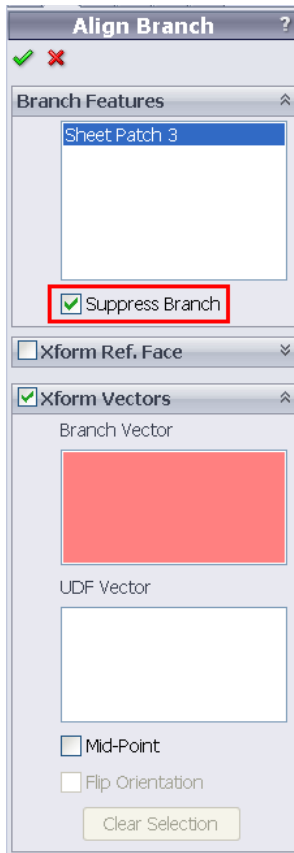 Align Branch ?
Branch Features
Sheet Patch 3
Suppress Branch
Xform Ref. Face
Xform Vectors
Branch Vector
UDF Vector
Mid-Point
Flip Orientation
Clear Selection